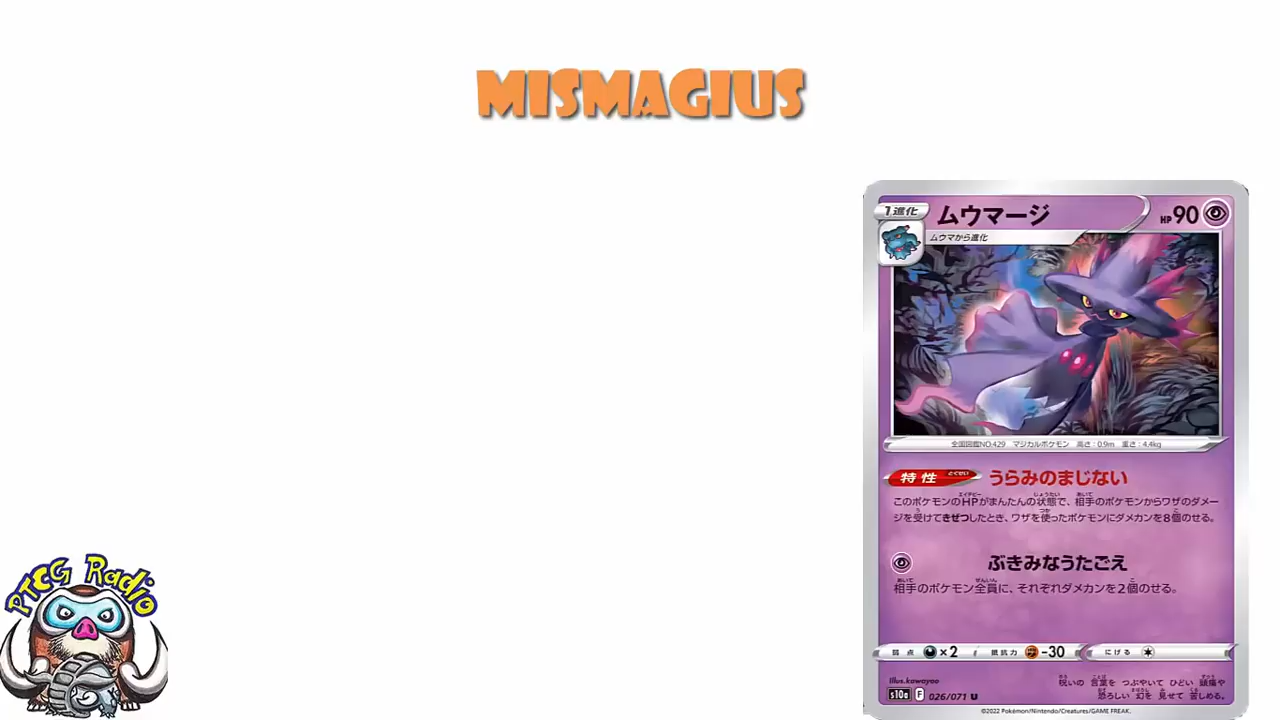 MISMAGIUS
1進化 ムウマージ HP 90
ムウマから進化
全国図鑑NO.429 マジカルポケモン 高さ:0.9m 重さ:4.4kg
特性 とくせい うらみのまじない
このポケモンのHPがまんたんの状態で、相手のポケモンからワザのダメー
ジを受けてきぜつしたとき、ワザを使ったポケモンにダメカンを8個のせる。
ぶきみなうたごえ
相手のポケモン全員に、それぞれダメカンを2個のせる。
弱点 ×2 抵抗力 -30 にげる
Illus.kawayoo
s10a F 026/071 U
呪いの 言葉を つぶやいて ひどい 頭痛や
恐ろしい 幻を 見せて 苦しめる。
©2022 Pokémon/Nintendo/Creatures/GAME FREAK.
PTCG Radio